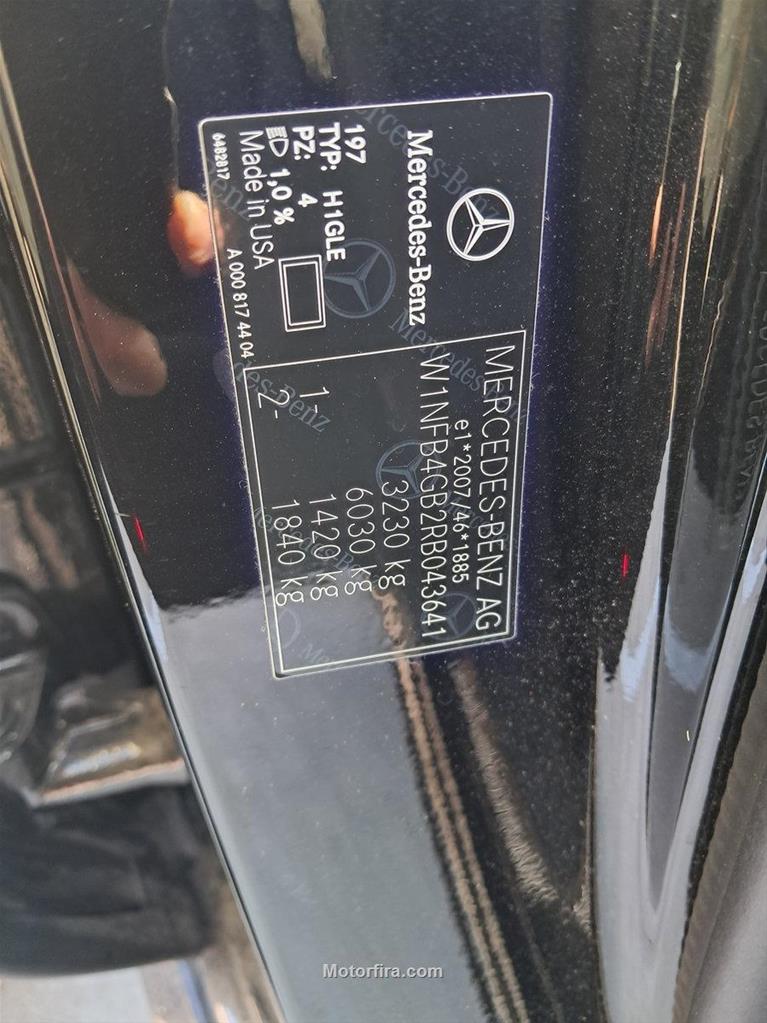 Mercedes-Benz
197
TYP: H1GLE
PZ: 4
1,0 %
Made in USA
6482817
A 000 817 44 04
MERCEDES-BENZ AG
e1*2007/46*1885
W1NFB4GB2RB043641
3230 kg
6030 kg
1- 1420 kg
2- 1840 kg
Motorfira.com